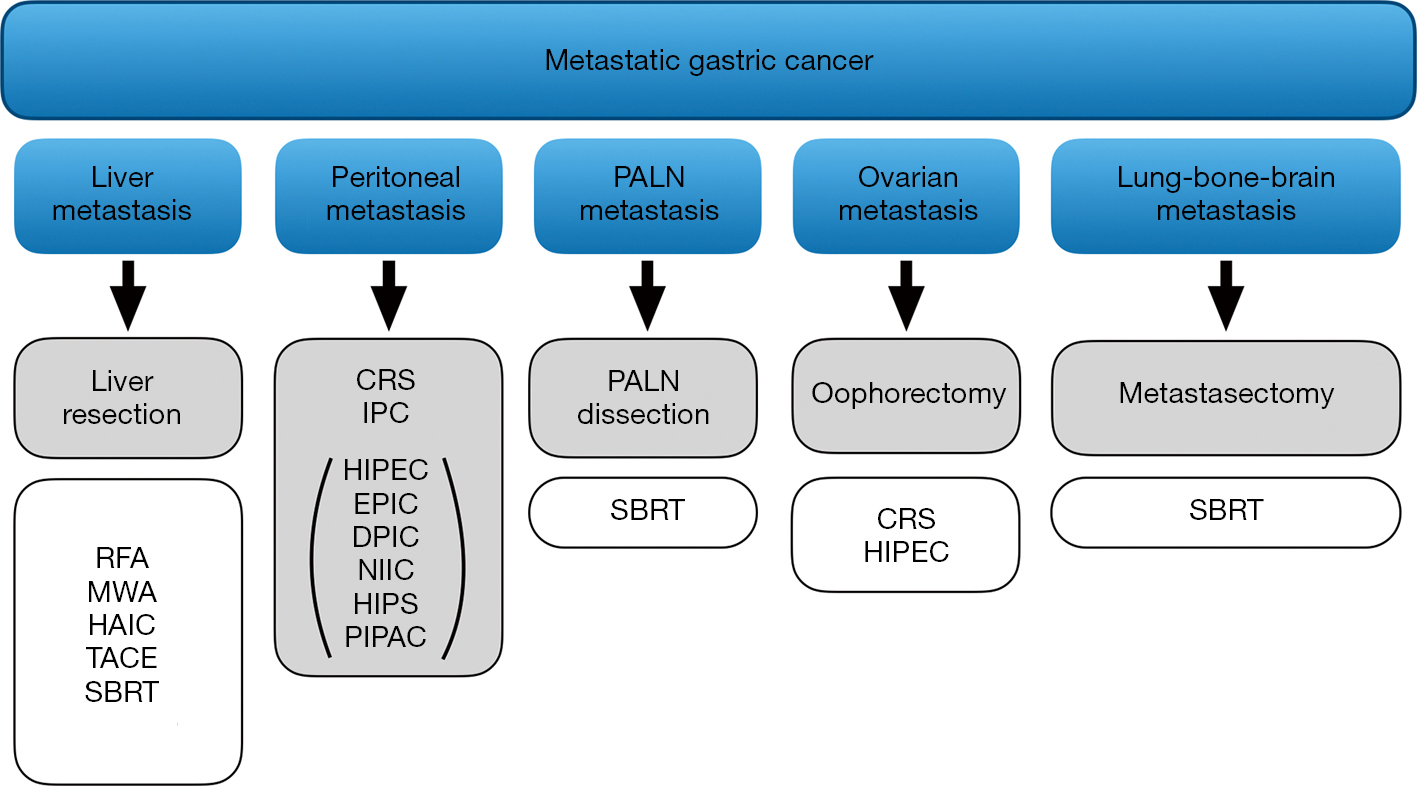 Metastatic gastric cancer
Liver
metastasis
Peritoneal
metastasis
PALN
metastasis
Ovarian
metastasis
Lung-bone-brain
metastasis
Liver
resection
RFA
MWA
HAIC
TACE
SBRT
CRS
IPC
HIPEC
EPIC
DPIC
NIIC
HIPS
PIPAC
PALN
dissection
SBRT
Oophorectomy
CRS
HIPEC
Metastasectomy
SBRT